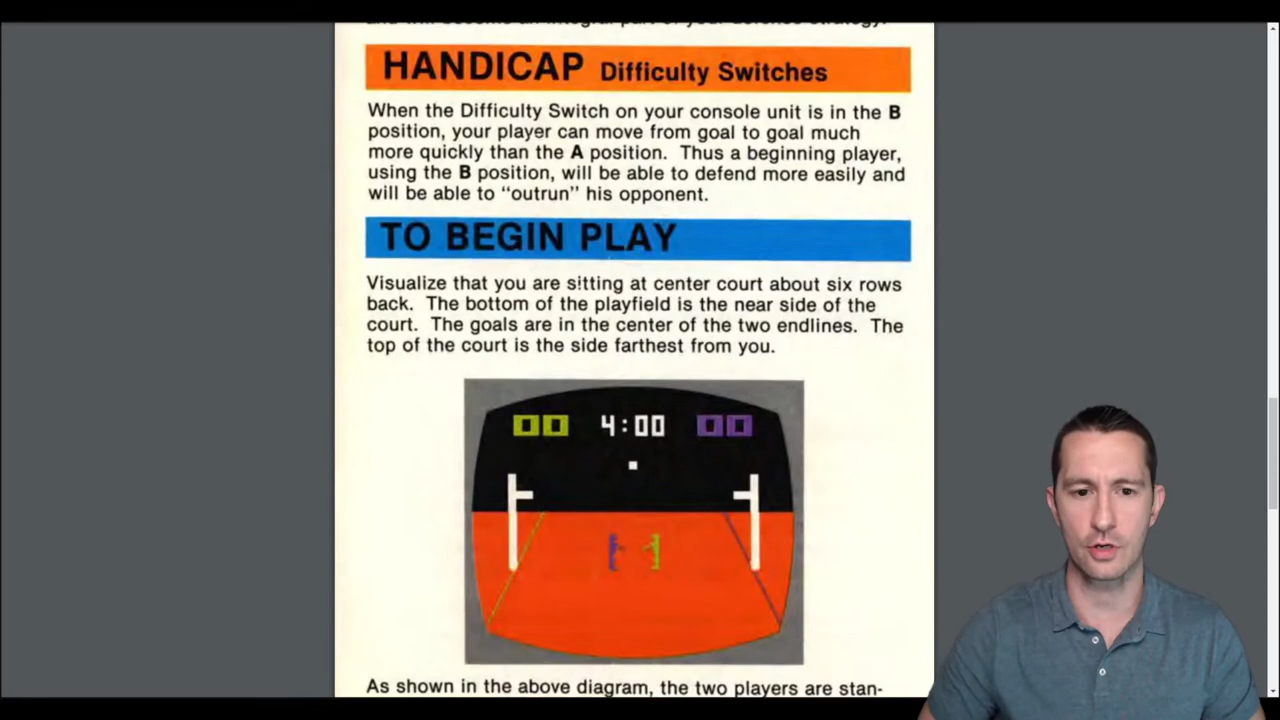 HANDICAP Difficulty Switches
When the Difficulty Switch on your console unit is in the B
position, your player can move from goal to goal much
more quickly than the A position. Thus a beginning player,
using the B position, will be able to defend more easily and
will be able to “outrun” his opponent.
TO BEGIN PLAY
Visualize that you are sitting at center court about six rows
back. The bottom of the playfield is the near side of the
court. The goals are in the center of the two endlines. The
top of the court is the side farthest from you.
00 4:00 00
As shown in the above diagram, the two players are stan-